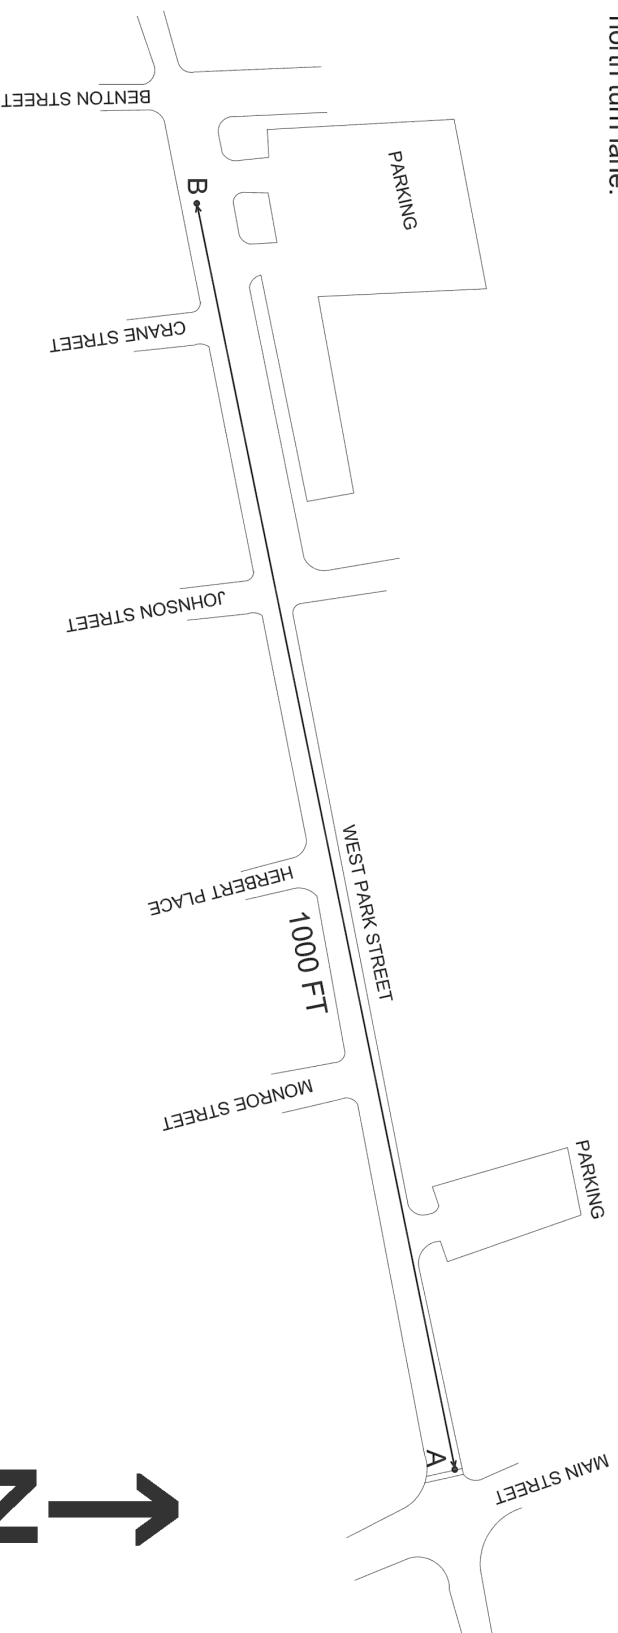 north turn lane.
BENTON STREET
PARKING
B
CRANE STREET
JOHNSON STREET
WEST PARK STREET
HERBERT PLACE
1000 FT
MONROE STREET
PARKING
A
MAIN STREET
N